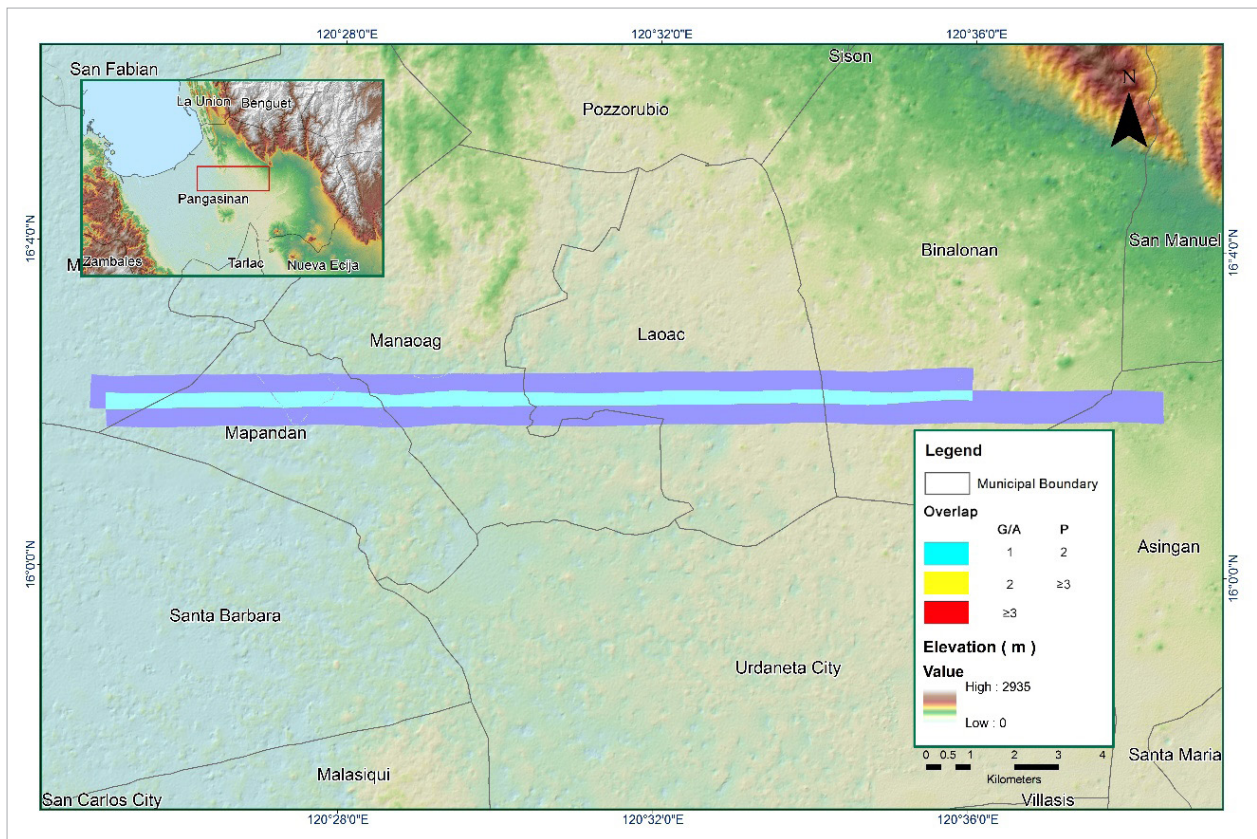 120°28'0"E 120°32'0"E 120°36'0"E
San Fabian
Sison
N
La Union Benguet
Pozzorubio
Pangasinan
16°4'0"N
Binalonan
San Manuel
16°4'0"N
M
Zambales
Tarlac
Nueva Ecija
Manaoag
Laoac
Mapandan
Legend
Municipal Boundary
Overlap
G/A P
1 2
2 ≥3
≥3
Elevation ( m )
Value
High : 2935
Low : 0
16°0'0"N
Asingan
16°0'0"N
Santa Barbara
Urdaneta City
0 0.5 1 2 3 4
Kilometers
Santa Maria
Malasiqui
San Carlos City
Villasis
120°28'0"E 120°32'0"E 120°36'0"E